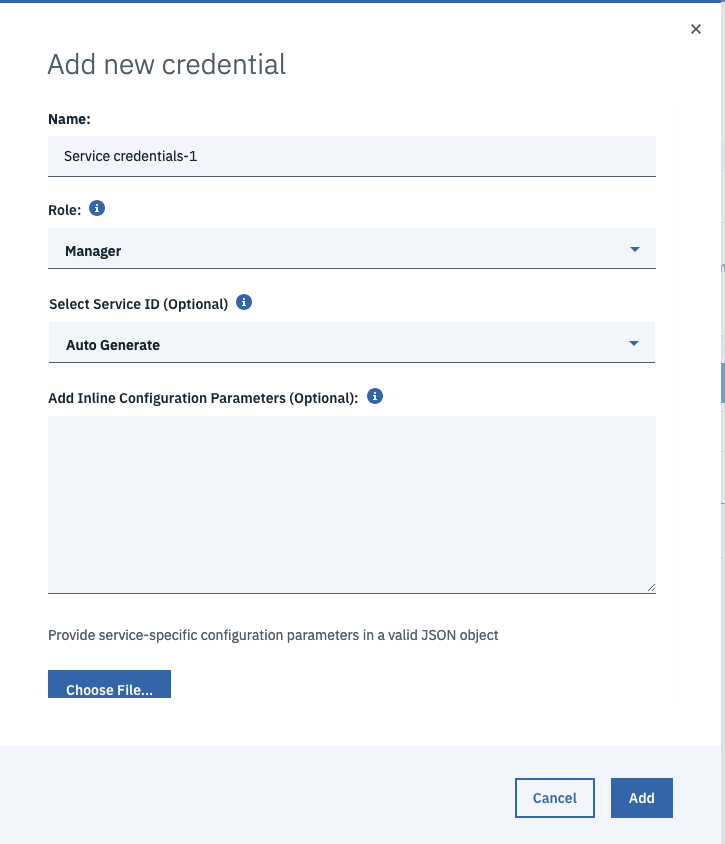 Add new credential
Name:
Service credentials-1
Role:
Manager
Select Service ID (Optional)
Auto Generate
Add Inline Configuration Parameters (Optional):
Provide service-specific configuration parameters in a valid JSON object
Choose File...
Cancel
Add